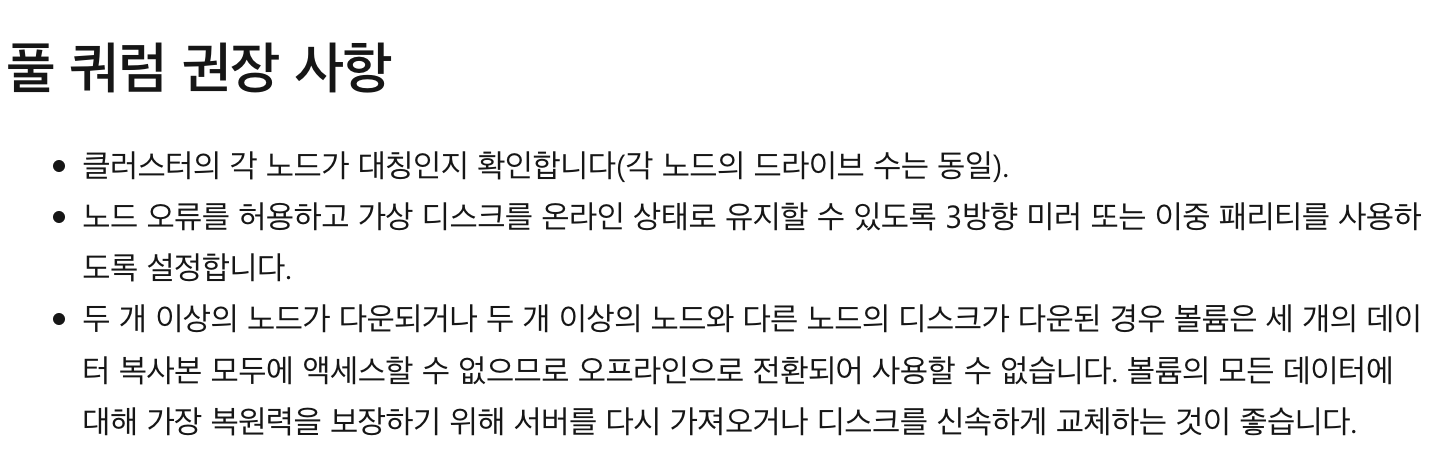 풀 쿼럼 권장 사항
클러스터의 각 노드가 대칭인지 확인합니다(각 노드의 드라이브 수는 동일).
노드 오류를 허용하고 가상 디스크를 온라인 상태로 유지할 수 있도록 3방향 미러 또는 이중 패리티를 사용하
도록 설정합니다.
두 개 이상의 노드가 다운되거나 두 개 이상의 노드와 다른 노드의 디스크가 다운된 경우 볼륨은 세 개의 데이
터 복사본 모두에 액세스할 수 없으므로 오프라인으로 전환되어 사용할 수 없습니다. 볼륨의 모든 데이터에
대해 가장 복원력을 보장하기 위해 서버를 다시 가져오거나 디스크를 신속하게 교체하는 것이 좋습니다.